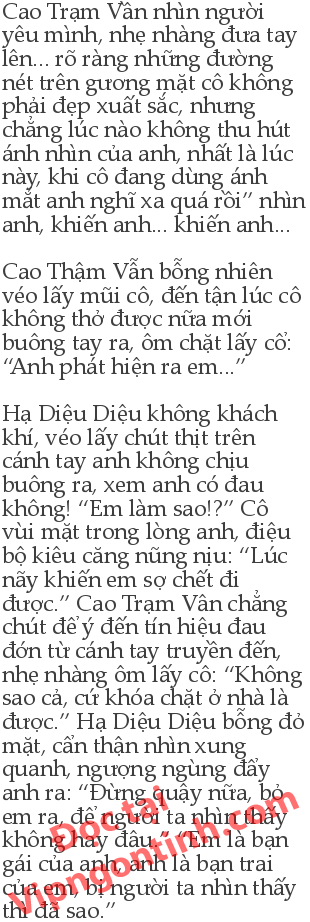 Cao Trạm Vân nhìn người
yêu mình, nhẹ nhàng đưa tay
lên... rõ ràng những đường
nét trên gương mặt cô không
phải đẹp xuất sắc, nhưng
chẳng lúc nào không thu hút
ánh nhìn của anh, nhất là lúc
này, khi cô đang dùng ánh
mắt anh nghĩ xa quá rồi” nhìn
anh, khiến anh... khiến anh...
Cao Thậm Vẫn bỗng nhiên
véo lấy mũi cô, đến tận lúc cô
không thở được nữa mới
buông tay ra, ôm chặt lấy cổ:
“Anh phát hiện ra em...”
Hạ Diệu Diệu không khách
khí, véo lấy chút thịt trên
cánh tay anh không chịu
buông ra, xem anh có đau
không! “Em làm sao!?” Cô
vùi mặt trong lòng anh, điệu
bộ kiêu căng nũng nịu: “Lúc
nãy khiến em sợ chết đi
được.” Cao Trạm Vân chẳng
chút để ý đến tín hiệu đau
đón từ cánh tay truyền đến,
nhẹ nhàng ôm lấy cô: “Không
sao cả, cứ khóa chặt ở nhà là
được.” Hạ Diệu Diệu bỗng đỏ
mặt, cẩn thận nhìn xung
quanh, ngượng ngùng đẩy
anh ra: “Đừng quậy nữa, bỏ
em ra, để người ta nhìn thấy
không hay đâu.” “Em là bạn
gái của anh, anh là bạn trai
của em, bị người ta nhìn thấy
thì đã sao.”
Đọc tại
Vipngontinh.com